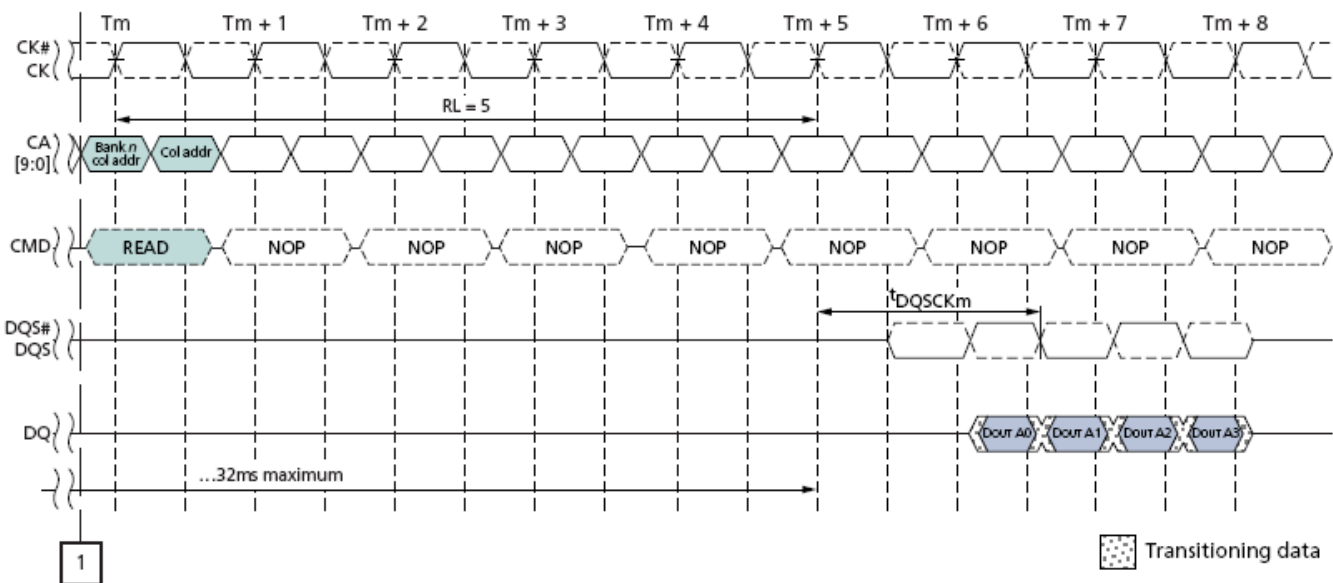 Tm Tm + 1 Tm + 2 Tm + 3 Tm + 4 Tm + 5 Tm + 6 Tm + 7 Tm + 8
CK#
CK
RL = 5
CA
[9:0]
Bank n
col addr
Col addr
CMD READ NOP NOP NOP NOP NOP NOP NOP NOP
tDQSCKm
DQS#
DQS
DQ DOUT A0 DOUT A1 DOUT A2 DOUT A3
...32ms maximum
1
Transitioning data